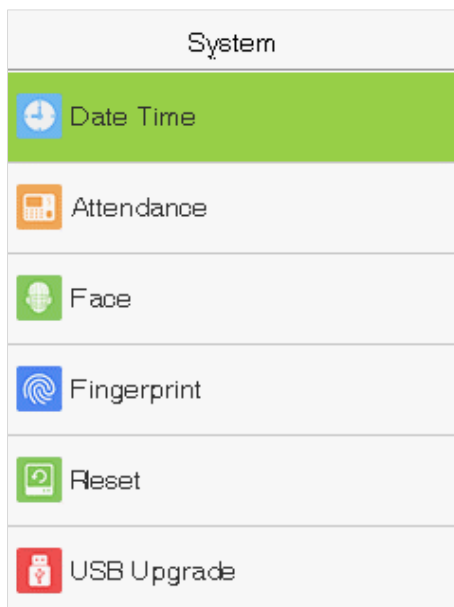 System
Date Time
Attendance
Face
Fingerprint
Reset
USB Upgrade